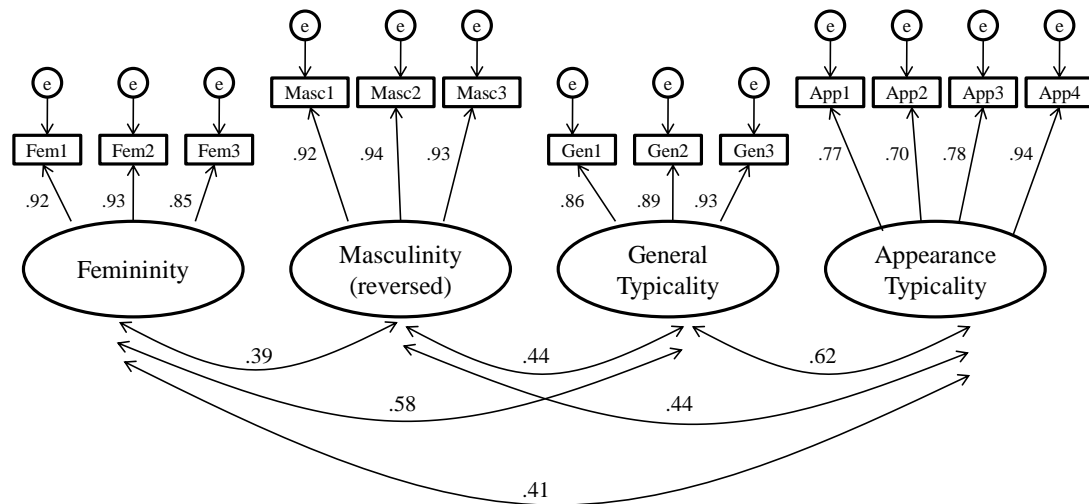 e e e e e e e
Masc1 Masc2 Masc3 App1 App2 App3 App4
e e e e e e
Fem1 Fem2 Fem3 Gen1 Gen2 Gen3
.92 .94 .93 .77 .70 .78 .94
.92 .93 .85 .86 .89 .93
Femininity
Masculinity
(reversed)
General
Typicality
Appearance
Typicality
.39 .44 .62
.58 .44
.41